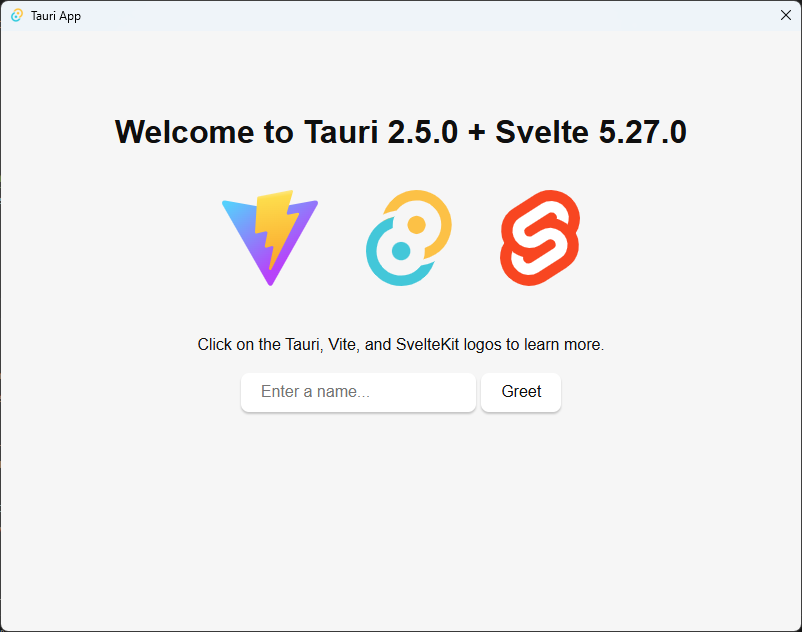 Tauri App
Welcome to Tauri 2.5.0 + Svelte 5.27.0
Click on the Tauri, Vite, and SvelteKit logos to learn more.
Enter a name... Greet